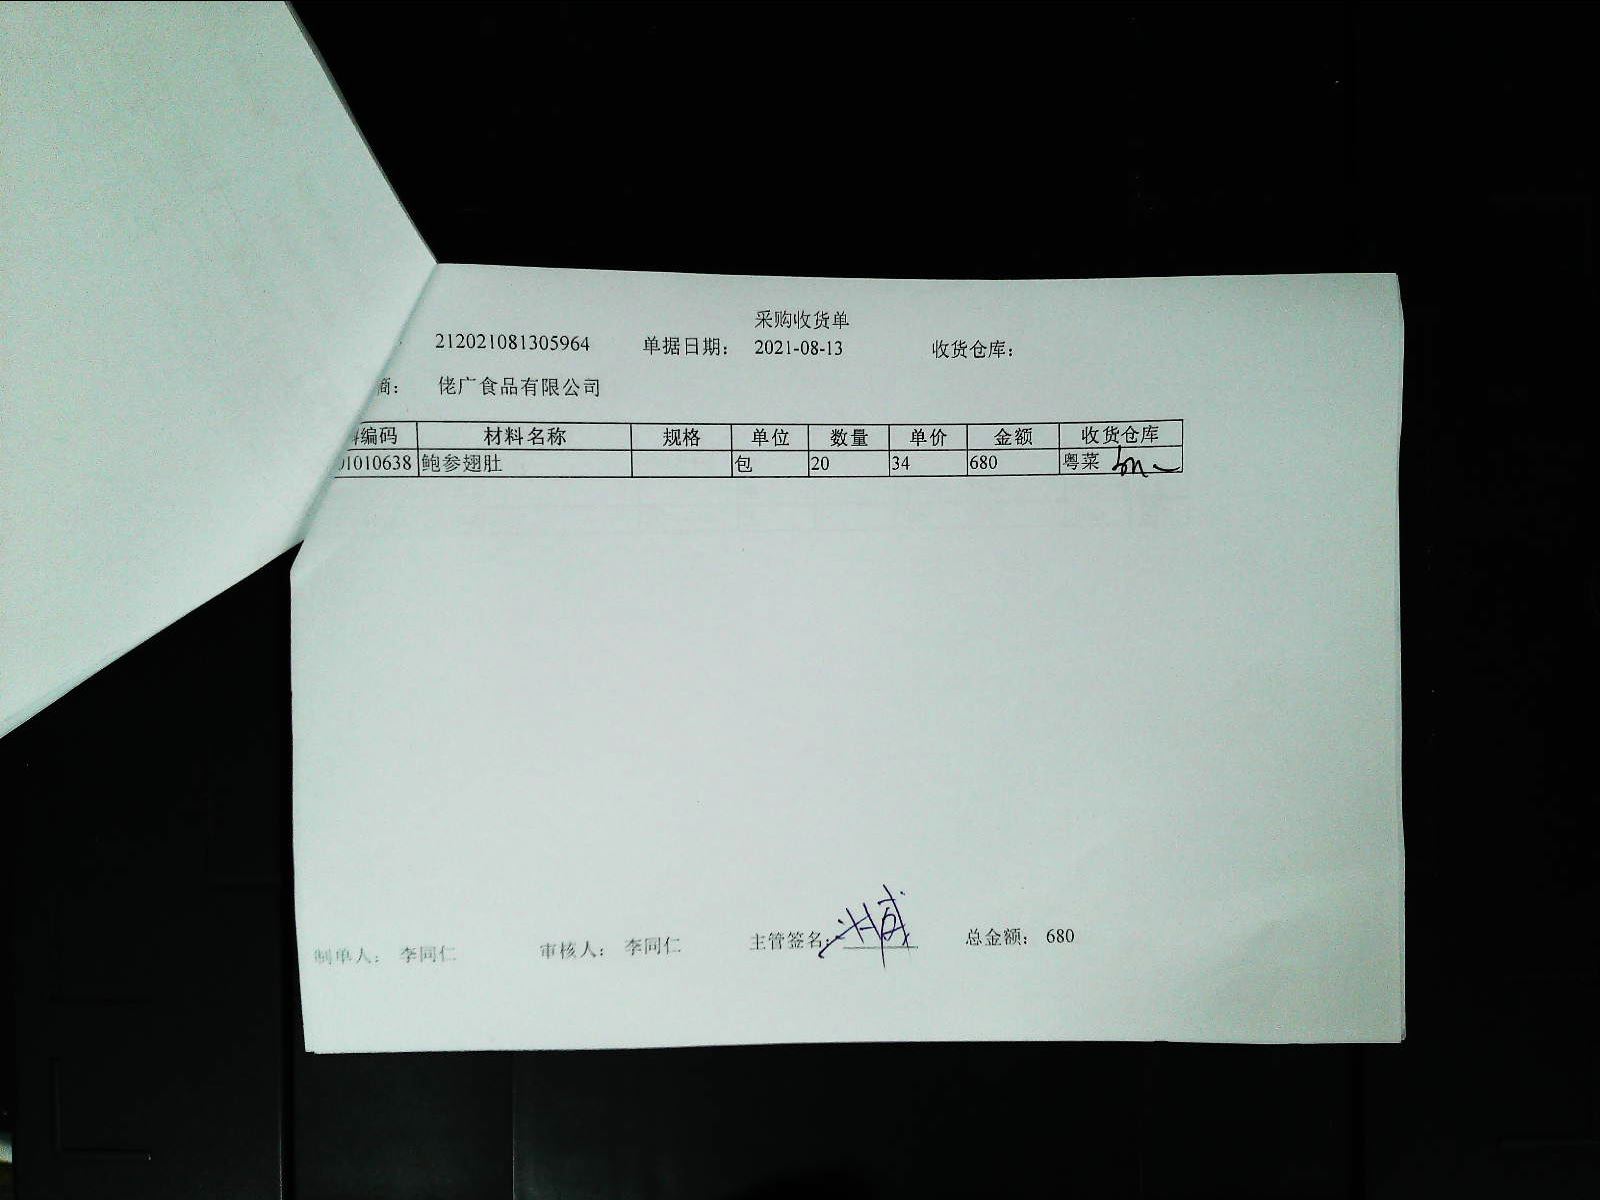 采购收货单
212021081305964 单据日期： 2021-08-13 收货仓库：
商： 佬广食品有限公司
编码 材料名称 规格 单位 数量 单价 金额 收货仓库
01010638 鲍参翅肚 包 20 34 680 粤菜
制单人： 李同仁 审核人： 李同仁 主管签名： 总金额： 680